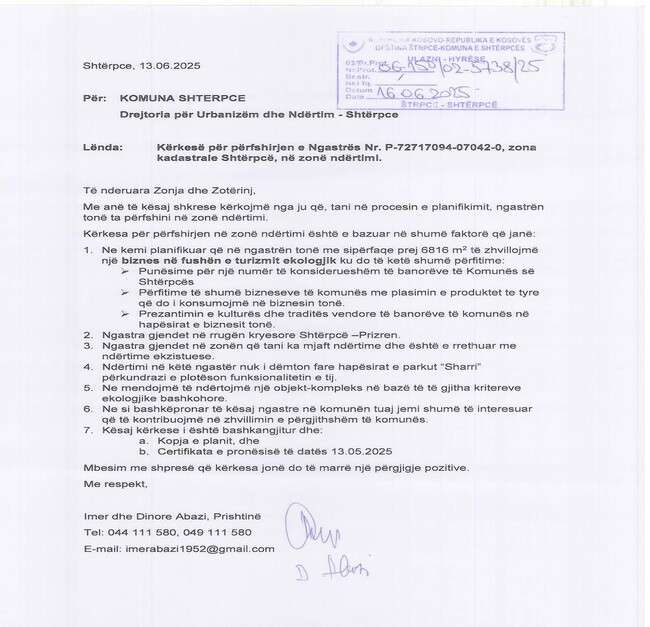 REPUBLIKA E KOSOVËS
OPŠTINA ŠTRPCE-KOMUNA E SHTËRPCËS
ULAZNI - HYRËSE
06-150/02-5738/25
Datum
Data 16.06.2025
ŠTRPCE - SHTËRPCË
Shtërpce, 13.06.2025
Për: KOMUNA SHTERPCE
Drejtoria për Urbanizëm dhe Ndërtim - Shtërpce
Lënda: Kërkesë për përfshirjen e Ngastrës Nr. P-72717094-07042-0, zona
kadastrale Shtërpcë, në zonë ndërtimi.
Të nderuara Zonja dhe Zotërinj,
Me anë të kësaj shkrese kërkojmë nga ju që, tani në procesin e planifikimit, ngastrën
tonë ta përfshini në zonë ndërtimi.
Kërkesa për përfshirjen në zonë ndërtimi është e bazuar në shumë faktorë që janë:
1. Ne kemi planifikuar që në ngastrën tonë me sipërfaqe prej 6816 m² të zhvillojmë
një biznes në fushën e turizmit ekologjik ku do të ketë shumë përfitime:
➢ Punësime për një numër të konsiderueshëm të banorëve të Komunës së
Shtërpcës
➢ Përfitime të shumë bizneseve të komunës me plasimin e produktet te tyre
që do i konsumojmë në biznesin tonë.
➢ Prezantimin e kulturës dhe traditës vendore të banorëve të komunës në
hapësirat e biznesit tonë.
2. Ngastra gjendet në rrugën kryesore Shtërpcë –Prizren.
3. Ngastra gjendet në zonën që tani ka mjaft ndërtime dhe është e rrethuar me
ndërtime ekzistuese.
4. Ndërtimi në këtë ngastër nuk i dëmton fare hapësirat e parkut “Sharri”
përkundrazi e plotëson funksionalitetin e tij.
5. Ne mendojmë të ndërtojmë një objekt-kompleks në bazë të të gjitha kritereve
ekologjike bashkohore.
6. Ne si bashkëpronar të kësaj ngastre në komunën tuaj jemi shumë të interesuar
që të kontribuojmë në zhvillimin e përgjithshëm të komunës.
7. Kësaj kërkese i është bashkangjitur dhe:
a. Kopja e planit, dhe
b. Certifikata e pronësisë të datës 13.05.2025
Mbesim me shpresë që kërkesa jonë do të marrë një përgjigje pozitive.
Me respekt,
Imer dhe Dinore Abazi, Prishtinë
Tel: 044 111 580, 049 111 580
E-mail: imerabazi1952@gmail.com